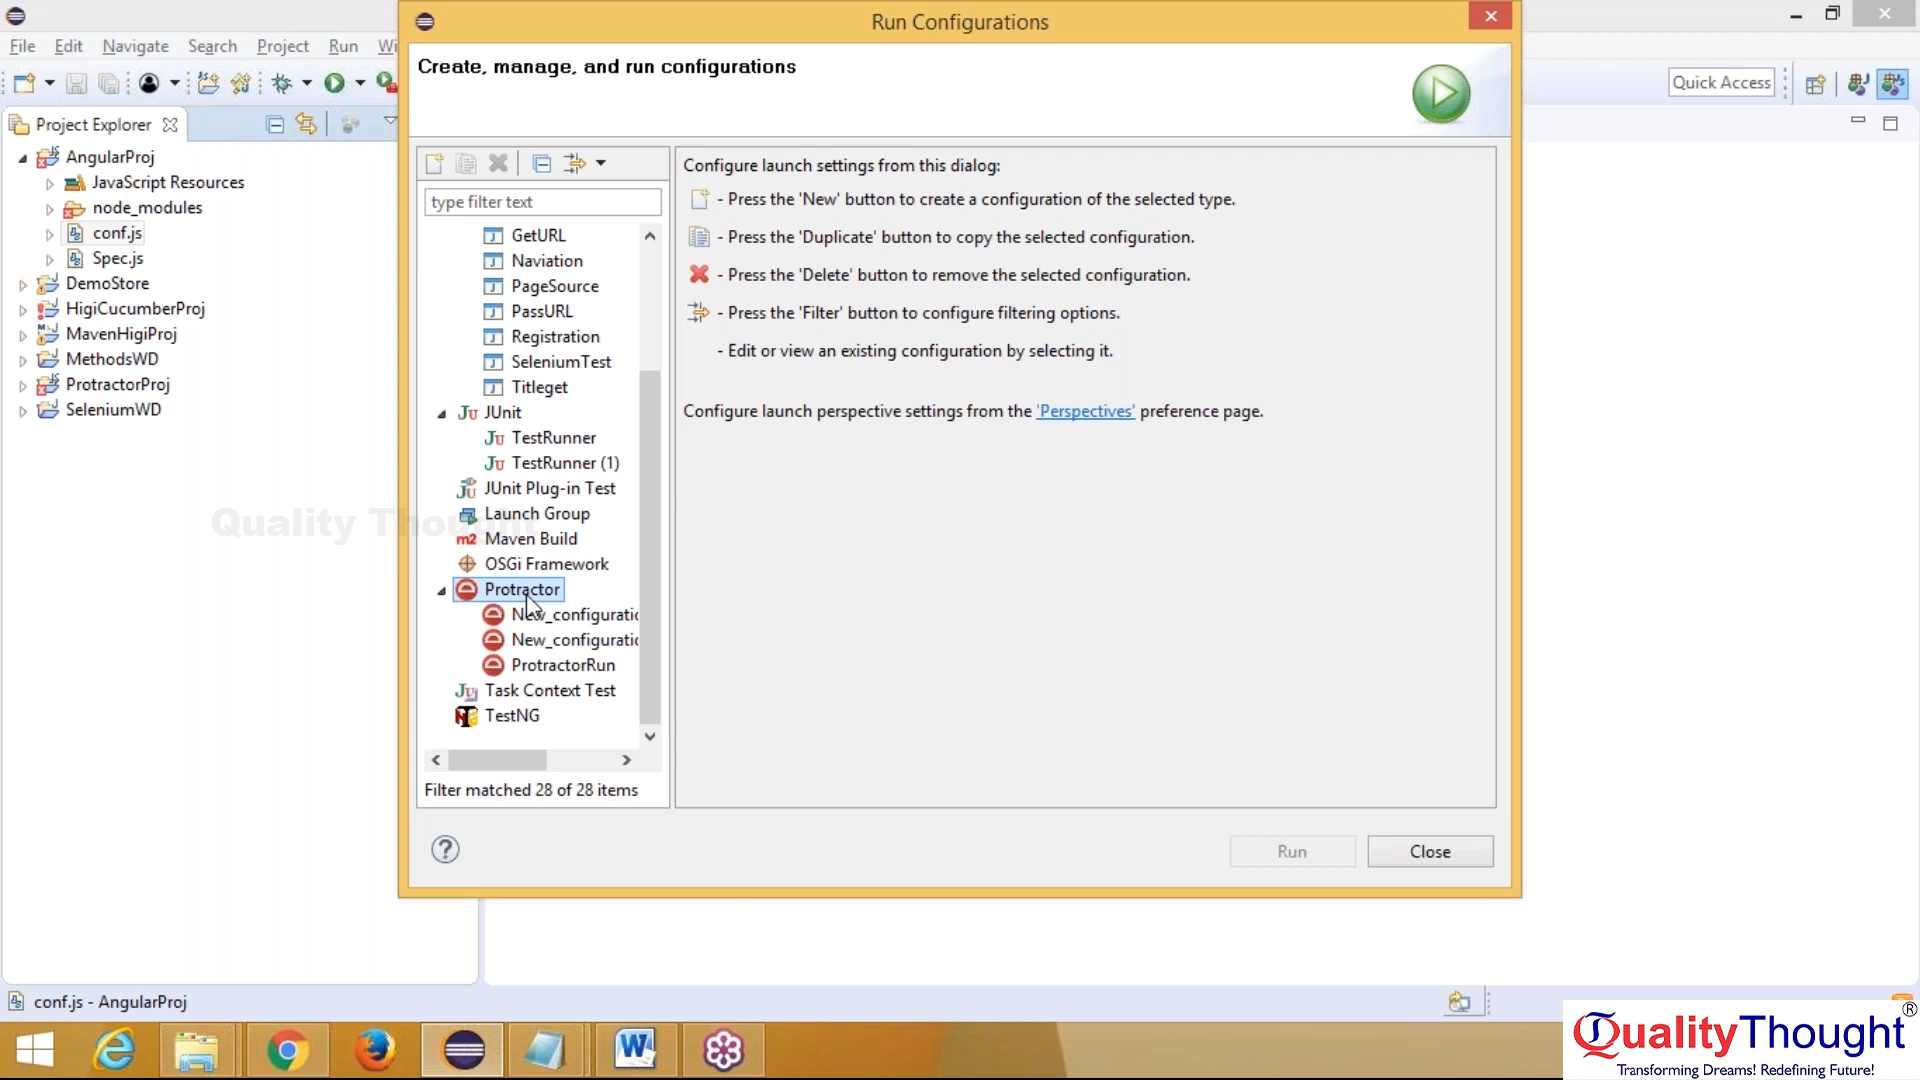 Run Configurations
File Edit Navigate Search Project Run Wi
Create, manage, and run configurations
Quick Access
Project Explorer
AngularProj
JavaScript Resources
node_modules
conf.js
Spec.js
DemoStore
HigiCucumberProj
MavenHigiProj
MethodsWD
ProtractorProj
SeleniumWD
type filter text
GetURL
Naviation
PageSource
PassURL
Registration
SeleniumTest
Titleget
JUnit
TestRunner
TestRunner (1)
JUnit Plug-in Test
Launch Group
Maven Build
OSGi Framework
Protractor
New_configuratio
New_configuratio
ProtractorRun
Task Context Test
TestNG
Filter matched 28 of 28 items
Configure launch settings from this dialog:
- Press the 'New' button to create a configuration of the selected type.
- Press the 'Duplicate' button to copy the selected configuration.
- Press the 'Delete' button to remove the selected configuration.
- Press the 'Filter' button to configure filtering options.
- Edit or view an existing configuration by selecting it.
Configure launch perspective settings from the 'Perspectives' preference page.
Quality Thought
Run
Close
conf.js - AngularProj
QualityThought®
Transforming Dreams! Redefining Future!